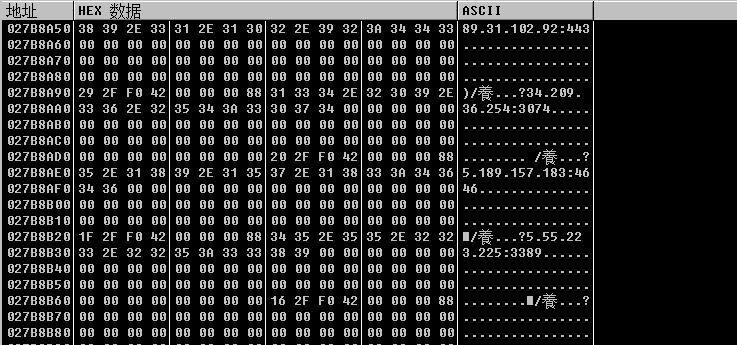 地址 HEX 数据 ASCII
027B8A50 38 39 2E 33 31 2E 31 30 32 2E 39 32 3A 34 34 33 89.31.102.92:443
027B8A60 00 00 00 00 00 00 00 00 00 00 00 00 00 00 00 00 ................
027B8A70 00 00 00 00 00 00 00 00 00 00 00 00 00 00 00 00 ................
027B8A80 00 00 00 00 00 00 00 00 00 00 00 00 00 00 00 00 ................
027B8A90 29 2F F0 42 00 00 00 88 31 33 34 2E 32 30 39 2E )/養...?34.209.
027B8AA0 33 36 2E 32 35 34 3A 33 30 37 34 00 00 00 00 00 36.254:3074.....
027B8AB0 00 00 00 00 00 00 00 00 00 00 00 00 00 00 00 00 ................
027B8AC0 00 00 00 00 00 00 00 00 00 00 00 00 00 00 00 00 ................
027B8AD0 00 00 00 00 00 00 00 00 20 2F F0 42 00 00 00 88 ........ /養...?
027B8AE0 35 2E 31 38 39 2E 31 35 37 2E 31 38 33 3A 34 36 5.189.157.183:46
027B8AF0 34 36 00 00 00 00 00 00 00 00 00 00 00 00 00 00 46..............
027B8B00 00 00 00 00 00 00 00 00 00 00 00 00 00 00 00 00 ................
027B8B10 00 00 00 00 00 00 00 00 00 00 00 00 00 00 00 00 ................
027B8B20 1F 2F F0 42 00 00 00 88 34 35 2E 35 35 2E 32 32 ■/養...?5.55.22
027B8B30 33 2E 32 32 35 3A 33 33 38 39 00 00 00 00 00 00 3.225:3389......
027B8B40 00 00 00 00 00 00 00 00 00 00 00 00 00 00 00 00 ................
027B8B50 00 00 00 00 00 00 00 00 00 00 00 00 00 00 00 00 ................
027B8B60 00 00 00 00 00 00 00 00 16 2F F0 42 00 00 00 88 ........■/養...?
027B8B70 00 00 00 00 00 00 00 00 00 00 00 00 00 00 00 00 ................
027B8B80 00 00 00 00 00 00 00 00 00 00 00 00 00 00 00 00 ................